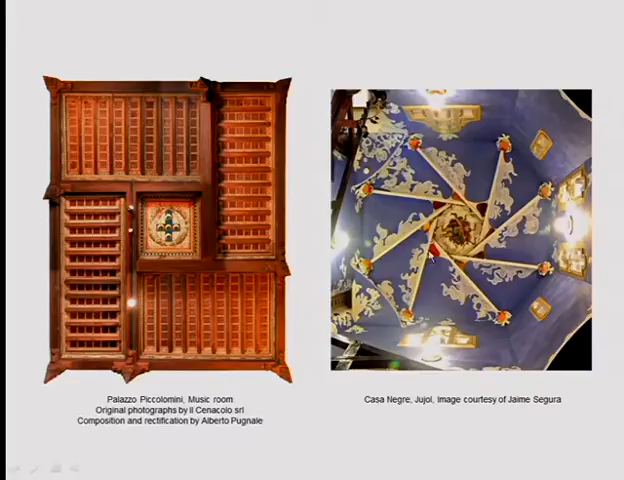 Palazzo Piccolomini, Music room
Original photographs by Il Cenacolo srl
Composition and rectification by Alberto Pugnale
Casa Negre, Jujol, Image courtesy of Jaime Segura